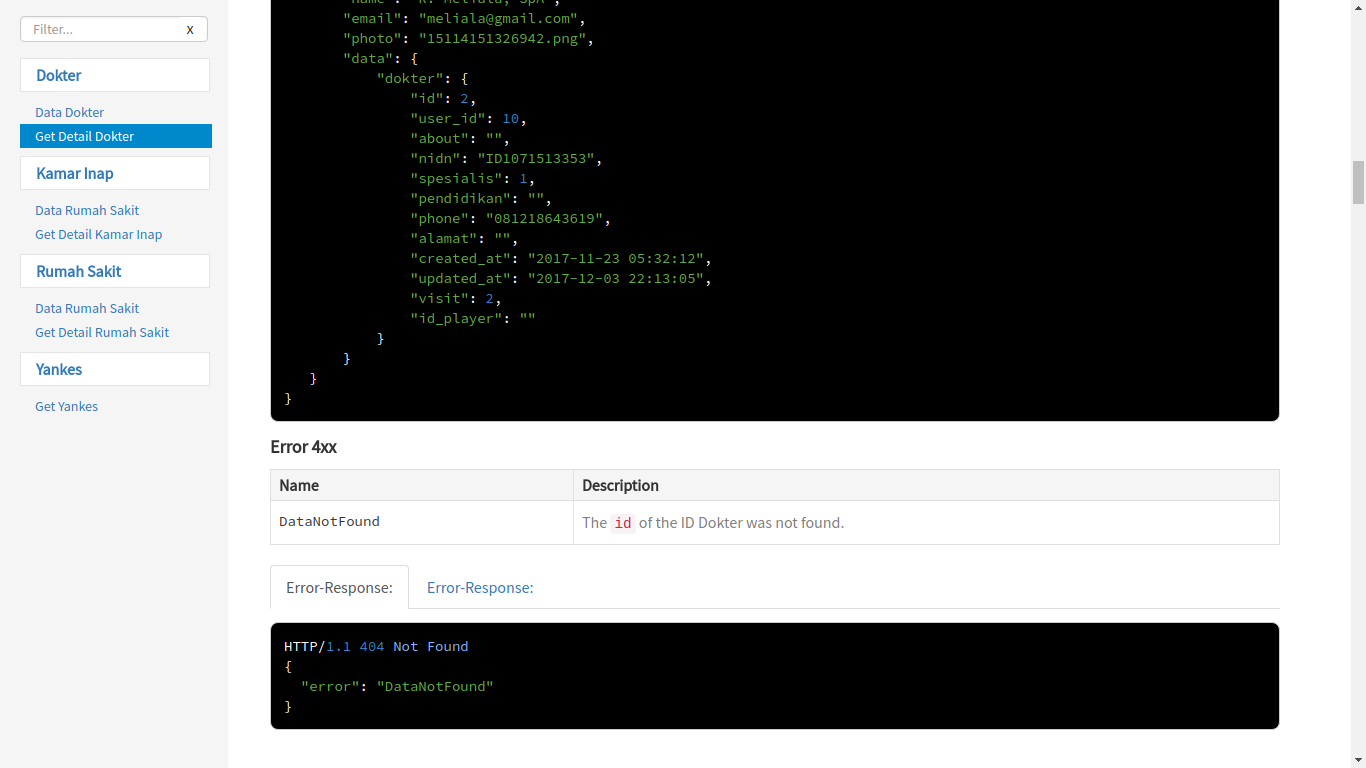 Filter...
x
Dokter
Data Dokter
Get Detail Dokter
Kamar Inap
Data Rumah Sakit
Get Detail Kamar Inap
Rumah Sakit
Data Rumah Sakit
Get Detail Rumah Sakit
Yankes
Get Yankes
"email": "meliala@gmail.com",
"photo": "15114151326942.png",
"data": {
"dokter": {
"id": 2,
"user_id": 10,
"about": "",
"nidn": "ID1071513353",
"spesialis": 1,
"pendidikan": "",
"phone": "081218643619",
"alamat": "",
"created_at": "2017-11-23 05:32:12",
"updated_at": "2017-12-03 22:13:05",
"visit": 2,
"id_player": ""
}
}
}
}
Error 4xx
Name Description
DataNotFound The id of the ID Dokter was not found.
Error-Response: Error-Response:
HTTP/1.1 404 Not Found
{
"error": "DataNotFound"
}